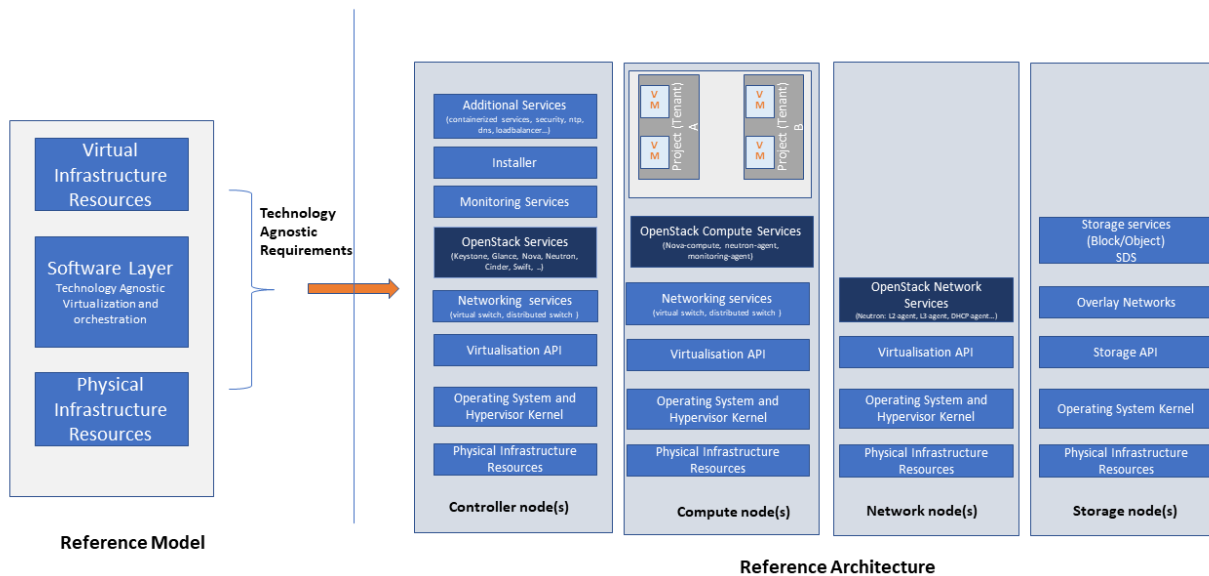 Virtual
Infrastructure
Resources
Software Layer
Technology Agnostic
Virtualization and
orchestration
Physical
Infrastructure
Resources
Reference Model
Technology
Agnostic
Requirements
Additional Services
(containerized services, security, ntp,
dns, loadbalancer…)
Installer
Monitoring Services
OpenStack Services
(Keystone, Glance, Nova, Neutron,
Cinder, Swift, ..)
Networking services
(virtual switch, distributed switch )
Virtualisation API
Operating System and
Hypervisor Kernel
Physical Infrastructure
Resources
Controller node(s)
V
M
V
M
Project (Tenant)
A
V
M
V
M
Project (Tenant)
B
OpenStack Compute Services
(Nova-compute, neutron-agent,
monitoring-agent)
Networking services
(virtual switch, distributed switch )
Virtualisation API
Operating System and
Hypervisor Kernel
Physical Infrastructure
Resources
Compute node(s)
OpenStack Network
Services
(Neutron: L2 agent, L3 agent, DHCP agent…)
Virtualisation API
Operating System and
Hypervisor Kernel
Physical Infrastructure
Resources
Network node(s)
Storage services
(Block/Object)
SDS
Overlay Networks
Storage API
Operating System Kernel
Physical Infrastructure
Resources
Storage node(s)
Reference Architecture